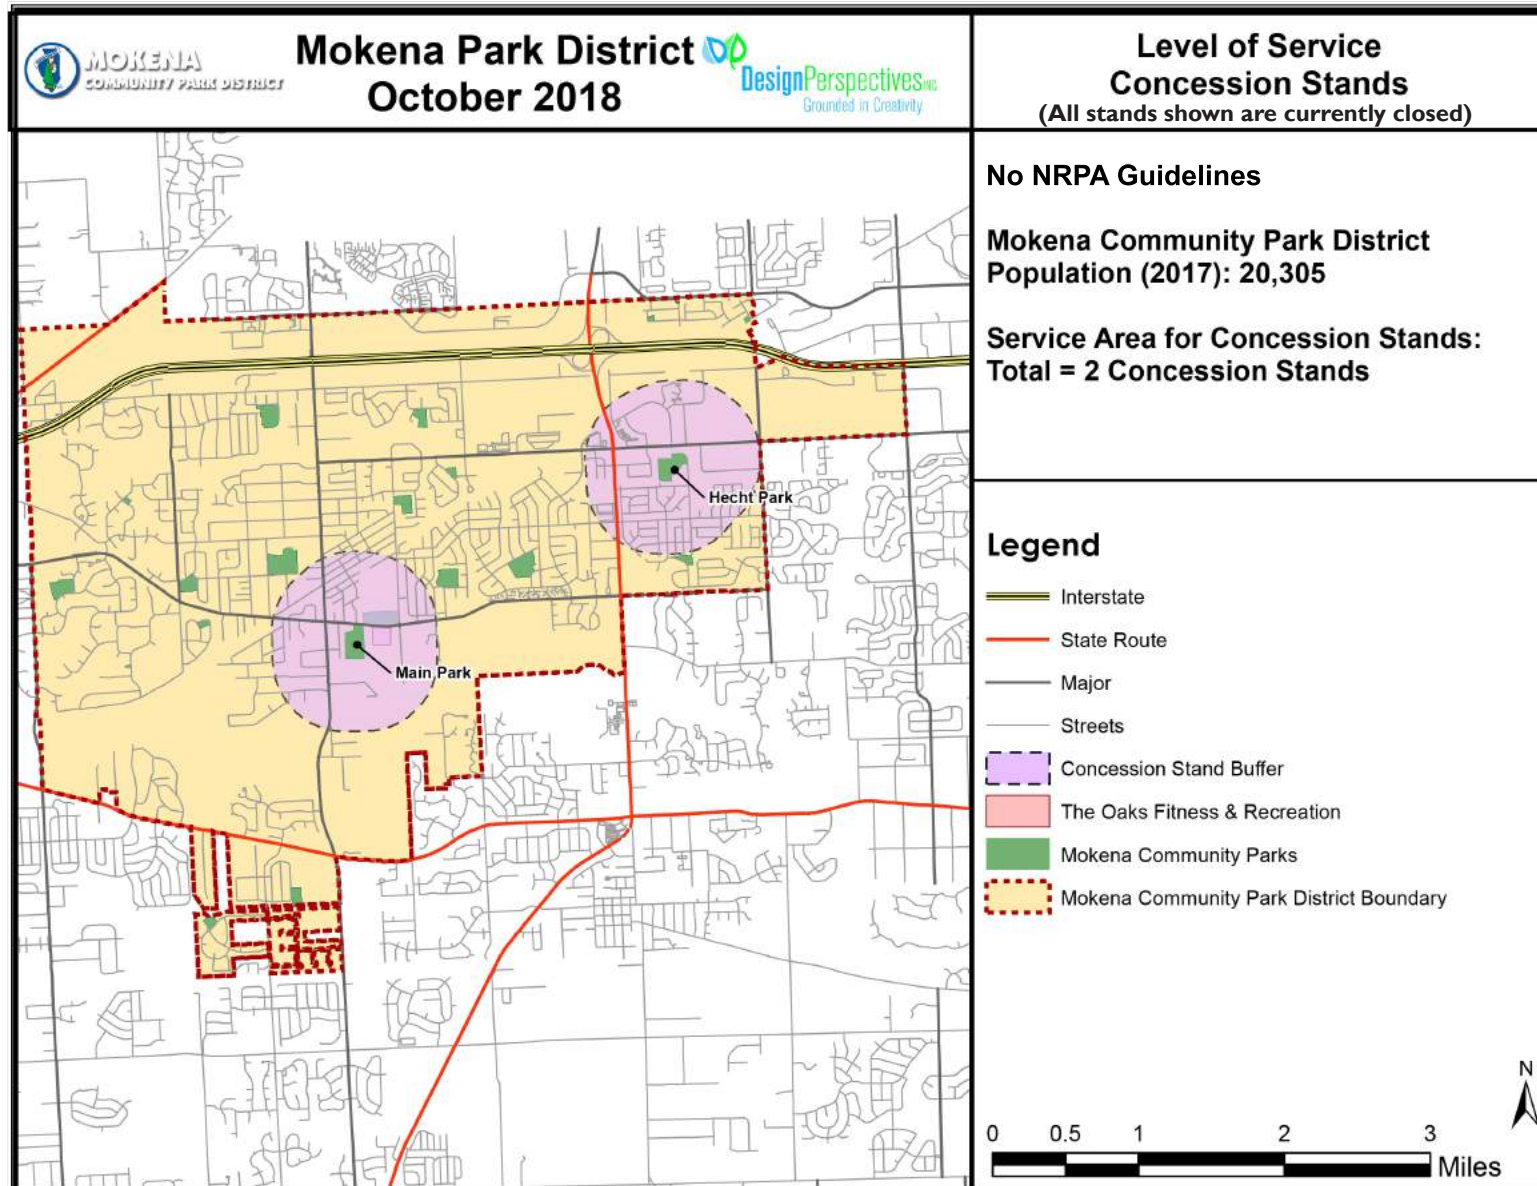 MOKENA
COMMUNITY PARK DISTRICT
Mokena Park District
October 2018
DesignPerspectives INC.
Grounded in Creativity
Level of Service
Concession Stands
(All stands shown are currently closed)
No NRPA Guidelines
Mokena Community Park District
Population (2017): 20,305
Service Area for Concession Stands:
Total = 2 Concession Stands
Hecht Park
Main Park
Legend
Interstate
State Route
Major
Streets
Concession Stand Buffer
The Oaks Fitness & Recreation
Mokena Community Parks
Mokena Community Park District Boundary
N
0 0.5 1 2 3
Miles